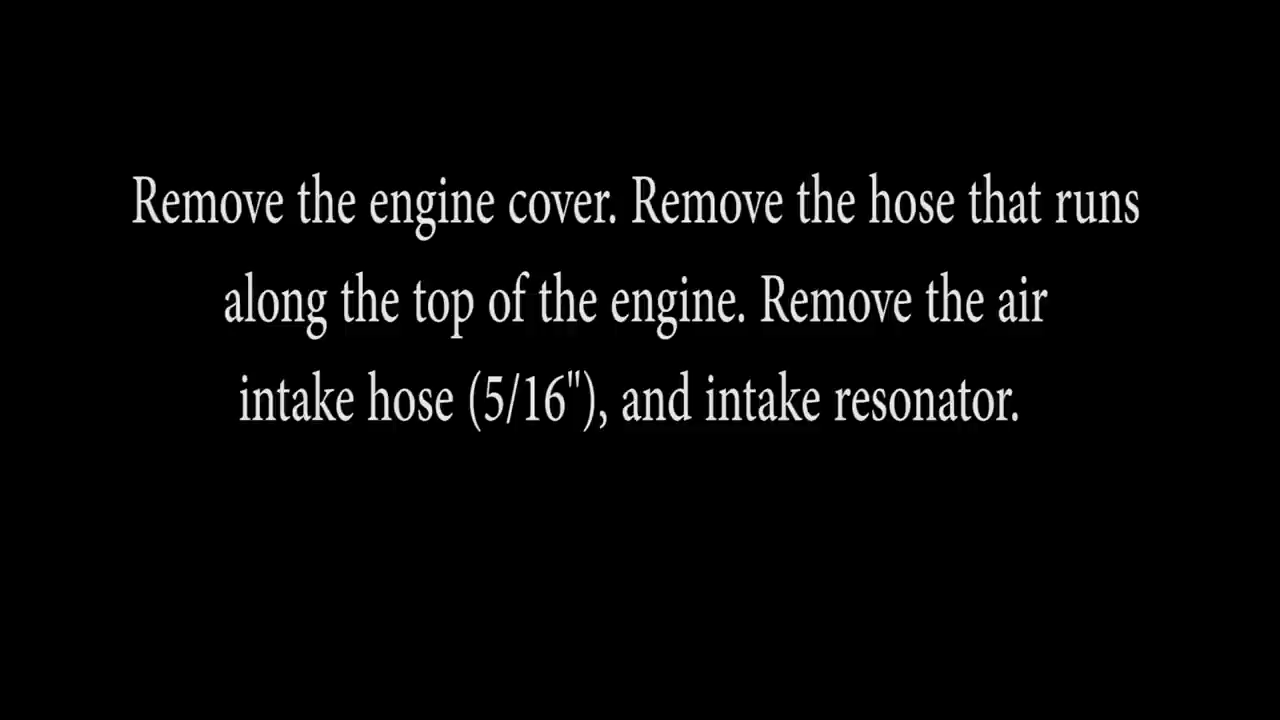 Remove the engine cover. Remove the hose that runs
along the top of the engine. Remove the air
intake hose (5/16"), and intake resonator.